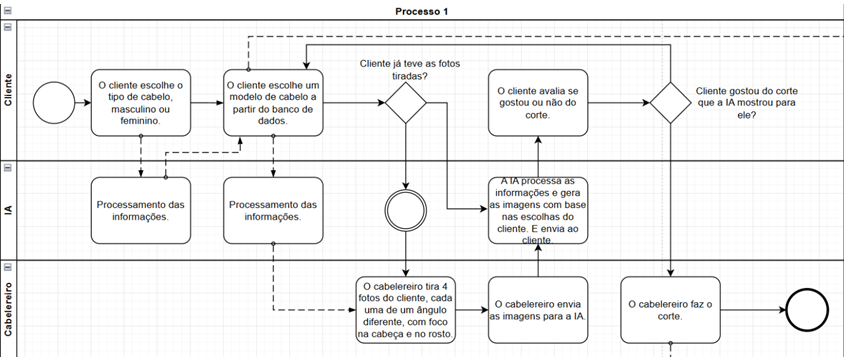 Processo 1
Cliente
Cliente já teve as fotos
tiradas?
O cliente escolhe o
tipo de cabelo,
masculino ou
feminino.
O cliente escolhe um
modelo de cabelo a
partir do banco de
dados.
O cliente avalia se
gostou ou não do
corte.
Cliente gostou do corte
que a IA mostrou para
ele?
IA
Processamento das
informações.
Processamento das
informações.
A IA processa as
informações e gera
as imagens com base
nas escolhas do
cliente. E envia ao
cliente.
Cabelereiro
O cabelereiro tira 4
fotos do cliente, cada
uma de um ângulo
diferente, com foco
na cabeça e no rosto.
O cabelereiro envia
as imagens para a IA.
O cabelereiro faz o
corte.